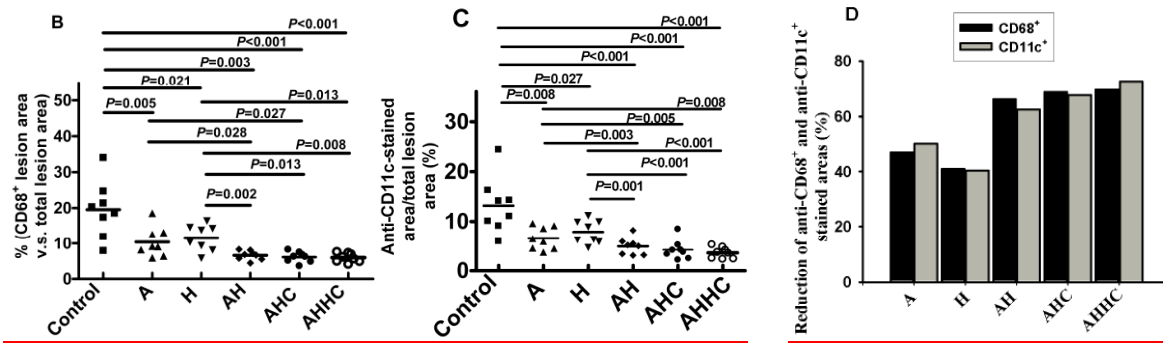 B
P<0.001
P<0.001
P=0.003
P=0.021
P=0.013
P=0.005
P=0.027
P=0.028
P=0.008
P=0.013
P=0.002
% (CD68+ lesion area
v.s. total lesion area)
50
40
30
20
10
0
Control
A
H
AH
AHC
AHHC
C
P<0.001
P<0.001
P=0.001
P=0.027
P=0.008
P=0.008
P=0.005
P=0.003
P<0.001
P<0.001
P=0.001
Anti-CD11c-stained
area/total lesion
area (%)
30
20
10
0
Control
A
H
AH
AHC
AHHC
D
CD68+
CD11c+
Reduction of anti-CD68+ and anti-CD11c+
stained areas (%)
80
60
40
20
0
A
H
AH
AHC
AHHC